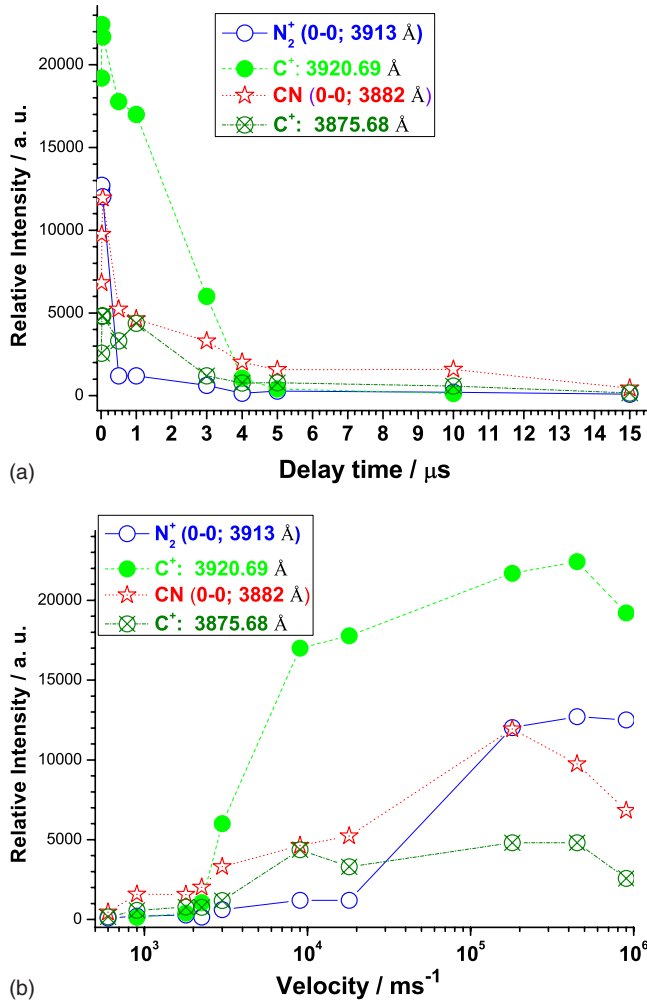 N₂⁺ (0-0; 3913 Å)
C⁺: 3920.69 Å
CN (0-0; 3882 Å)
C⁺: 3875.68 Å
20000
15000
10000
5000
0
Relative Intensity / a. u.
0 1 2 3 4 5 6 7 8 9 10 11 12 13 14 15
Delay time / μs
(a)
N₂⁺ (0-0; 3913 Å)
C⁺: 3920.69 Å
CN (0-0; 3882 Å)
C⁺: 3875.68 Å
20000
15000
10000
5000
0
Relative Intensity / a. u.
10³ 10⁴ 10⁵ 10⁶
Velocity / ms⁻¹
(b)